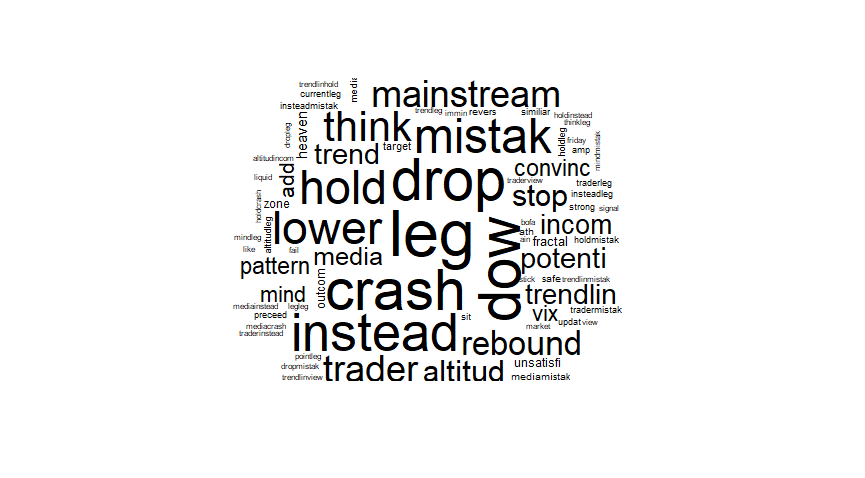 trendlinhold
currentleg
media
mainstream
insteadmistak
trendleg
immin
revers
similiar
holdinstead
thinkleg
dropleg
heaven
think
mistak
holdleg
friday
mindmistak
trend
target
amp
altitudincom
liquid
add
hold
drop
convinc
traderview
traderleg
holdcrash
zone
stop
insteadleg
strong
signal
altitudleg
lower
leg
dow
bofa
ath
incom
mindleg
ain
fractal
holdmistak
like
fail
media
potenti
pattern
outcom
crash
stick
safe
trendlinmistak
mind
trendlin
mediainstead
legleg
preceed
sit
vix
tradermistak
mediacrash
traderinstead
instead
market
updat
view
rebound
pointleg
dropmistak
trader
altitud
unsatisfi
trendlinview
mediamistak